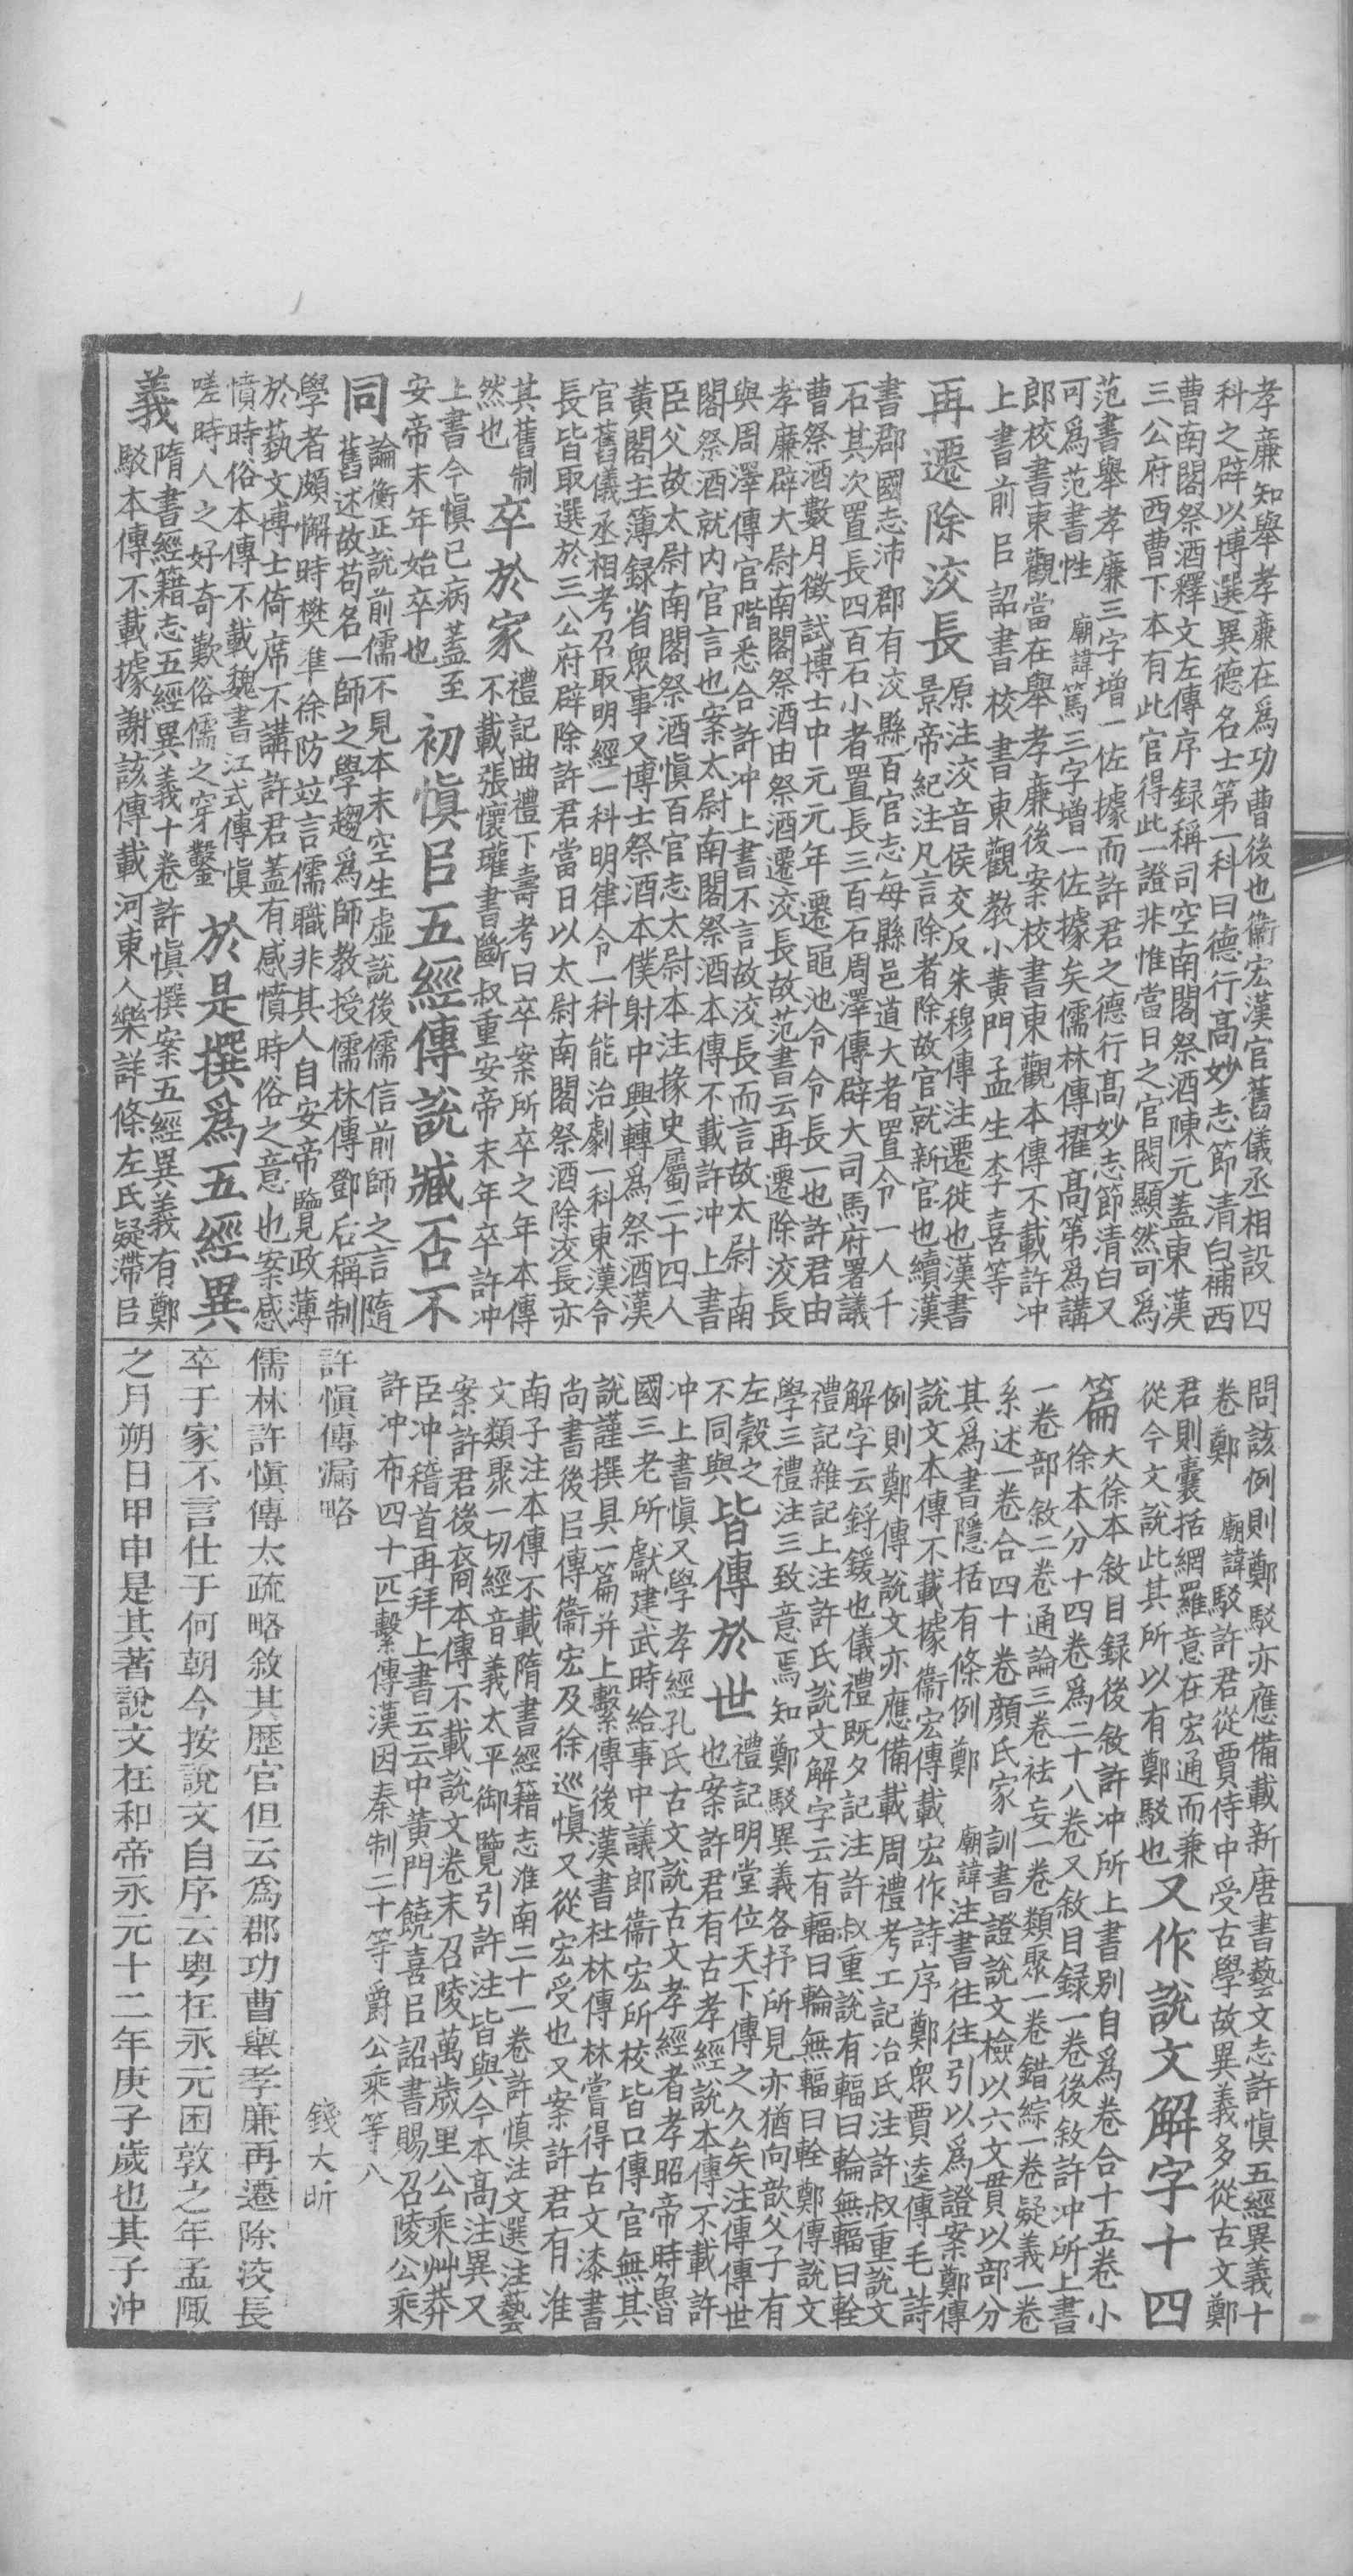 孝廉知舉孝亷在爲功曹後也衞宏漢官舊儀丞相設四
科之辟以博選異德名士第一科曰德行高妙志節清白補西
曹南閣祭酒釋文左傳序録稱司空南閣祭酒陳元蓋東漢
三公府西曹下本有此官得此一證非惟當日之官閥顯然可爲
范書舉孝廉三字增一佐據而許君之德行高妙志節清白又
可爲范書性 廟諱篤三字增一佐據矣儒林傳擢高第爲講
郎校書東觀當在舉孝廉後案校書東觀本傳不載許冲
上書前㠯詔書校書東觀教小黄門孟生李喜等
再遷除洨長 原注洨音侯交反朱穆傳注遷徙也漢書
景帝紀注凡言除者除故官就新官也續漢
書郡國志沛郡有洨縣百官志每縣邑道大者置令一人千
石其次置長四百石小者置長三百石周澤傳辟大司馬府署議
曹祭酒數月徵試博士中元元年遷黽池令令長一也許君由
孝廉辟大尉南閣祭酒由祭酒遷洨長故范書云再遷除洨長
與周澤傳官階悉合許冲上書不言故洨長而言故太尉南
閣祭酒就内官言也案太尉南閣祭酒本傳不載許冲上書
臣父故太尉南閣祭酒慎百官志太尉本注掾史屬二十四人
黄閣主簿録省衆事又博士祭酒本僕射中興轉爲祭酒漢
官舊儀丞相考召取明經一科明律令一科能治劇一科東漢令
長皆取選於三公府辟除許君當日以太尉南閣祭酒除洨長亦
其舊制
然也 卒於家 禮記曲禮下壽考曰卒案所卒之年本傳
不載張懷瓘書斷叔重安帝末年卒許沖
上書今慎已病蓋至
安帝末年始卒也 初慎㠯五經傳說臧否不
同 論衡正說前儒不見本末空生虛說後儒信前師之言隨
舊述故苟名一師之學趨爲師教授儒林傳鄧后稱制
學者頗懈時樊準徐防竝言儒職非其人自安帝覽政薄
於藝文博士倚席不講許君蓋有感憤時俗之意也案感
憤時俗本傳不載魏書江式傳慎
嗟時人之好奇歎俗儒之穿鑿 於是撰爲五經異
義 隋書經籍志五經異義十卷許慎撰案五經異義有鄭
駁本傳不載據謝該傳載河東人樂詳條左氏疑滯㠯
問該例則鄭駁亦應備載新唐書藝文志許慎五經異義十
卷鄭 廟諱駁許君從賈侍中受古學故異義多從古文鄭
君則囊括網羅意在宏通而兼
從今文說此其所以有鄭駁也 又作說文解字十四
篇 大徐本敘目録後敘許冲所上書别自爲卷合十五卷小
徐本分十四卷爲二十八卷又敘目録一卷後敘許冲所上書
一卷部敘二卷通論三卷袪妄一卷類聚一卷錯綜一卷疑義一卷
系述一卷合四十卷顔氏家訓書證說文檢以六文貫以部分
其爲書隱括有條例鄭 廟諱注書往往引以爲證案鄭傳
說文本傳不載據衞宏傳載宏作詩序鄭衆賈逵傳毛詩
例則鄭傳說文亦應備載周禮考工記冶氏注許叔重說文
解字云鋝鍰也儀禮既夕記注許叔重說有輻曰輪無輻曰輇
禮記雜記上注許氏說文解字云有輻曰輪無輻曰輇鄭傳說文
學三禮注三致意焉知鄭駁異義各抒所見亦猶向歆父子有
左穀之
不同與 皆傳於世 禮記明堂位天下傳之久矣注傳傳世
也案許君有古孝經說本傳不載許
冲上書慎又學孝經孔氏古文說古文孝經者孝昭帝時魯
國三老所獻建武時給事中議郎衞宏所校皆口傳官無其
說謹撰具一篇并上繫傳後漢書杜林傳林嘗得古文漆書
尚書後㠯傳衞宏及徐巡慎又從宏受也又案許君有淮
南子注本傳不載隋書經籍志淮南二十一卷許慎注文選注藝
文類聚一切經音義太平御覽引許注皆與今本高注異又
案許君後裔本傳不載說文卷末召陵萬歲里公乘艸莽
臣沖稽首再拜上書云云中黄門饒喜㠯詔書賜召陵公乘
許冲布四十匹繫傳漢因秦制二十等爵公乘等八
許慎傳漏略
錢大昕
儒林許慎傳太疏略敘其歷官但云爲郡功曹舉孝廉再遷除洨長
卒于家不言仕于何朝今按說文自序云粤在永元困敦之年孟陬
之月朔日甲申是其著說文在和帝永元十二年庚子歲也其子沖